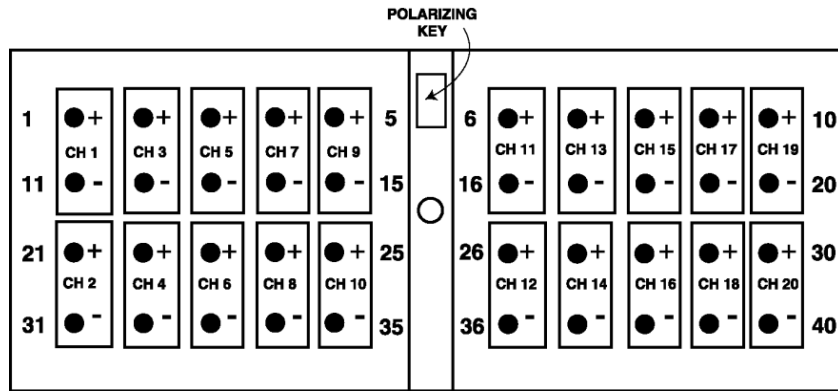 POLARIZING
KEY
1 + + + + + 5 6 + + + + + 10
CH 1 CH 3 CH 5 CH 7 CH 9 CH 11 CH 13 CH 15 CH 17 CH 19
11 - - - - - 15 16 - - - - - 20
21 + + + + + 25 26 + + + + + 30
CH 2 CH 4 CH 6 CH 8 CH 10 CH 12 CH 14 CH 16 CH 18 CH 20
31 - - - - - 35 36 - - - - - 40